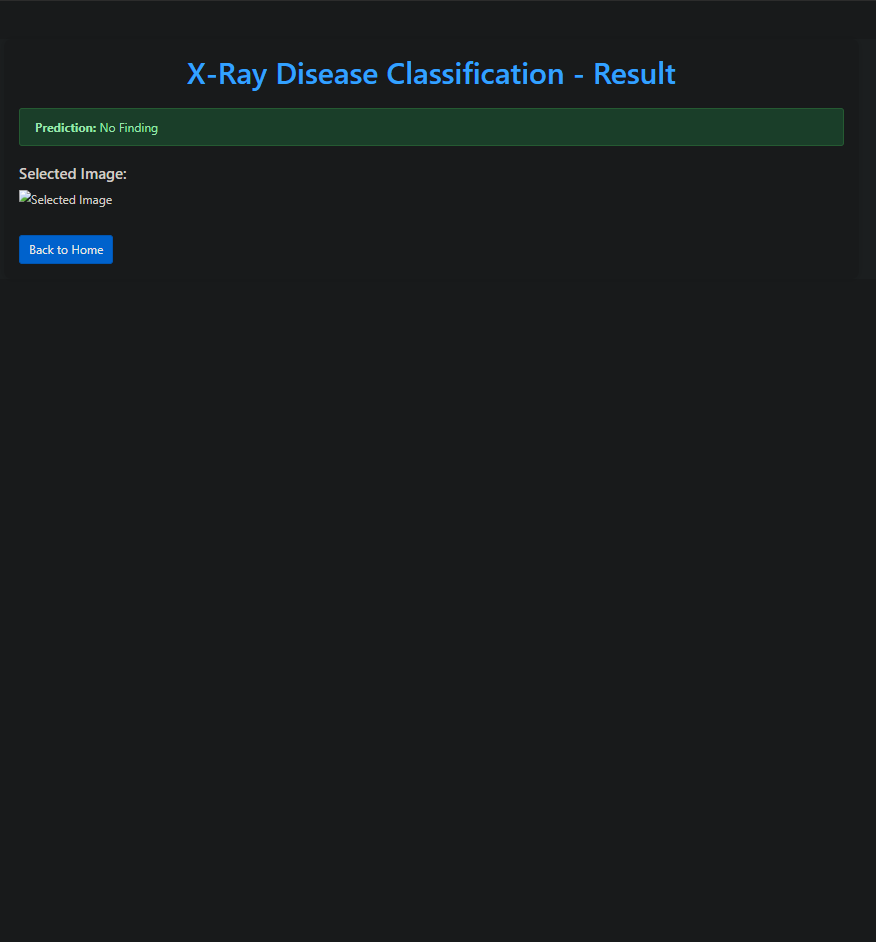 X-Ray Disease Classification - Result
Prediction: No Finding
Selected Image:
Selected Image
Back to Home